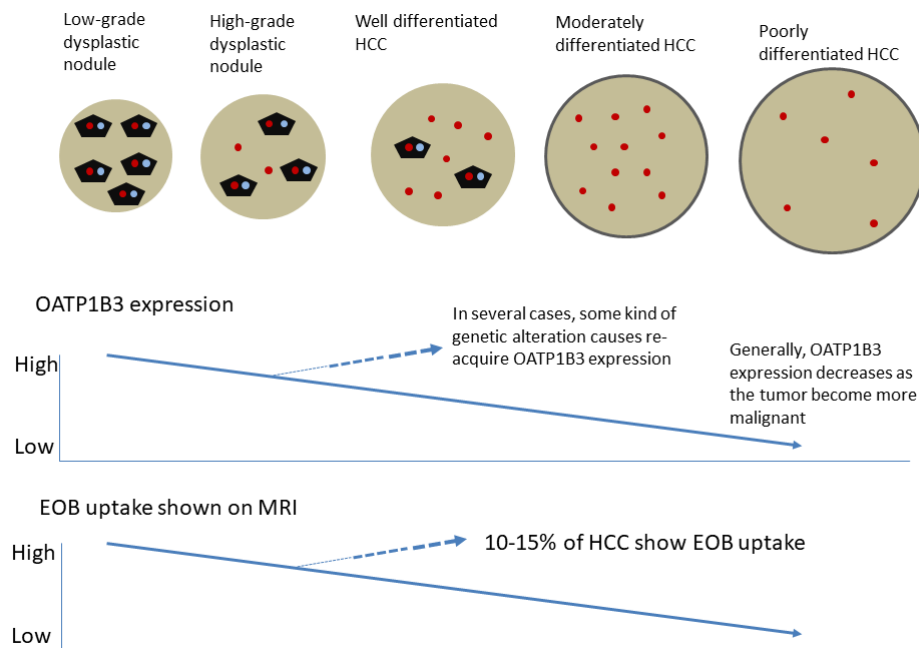 Low-grade
dysplastic
nodule
High-grade
dysplastic
nodule
Well differentiated
HCC
Moderately
differentiated HCC
Poorly
differentiated HCC
OATP1B3 expression
High
Low
In several cases, some kind of
genetic alteration causes re-
acquire OATP1B3 expression
Generally, OATP1B3
expression decreases as
the tumor become more
malignant
EOB uptake shown on MRI
High
Low
10-15% of HCC show EOB uptake